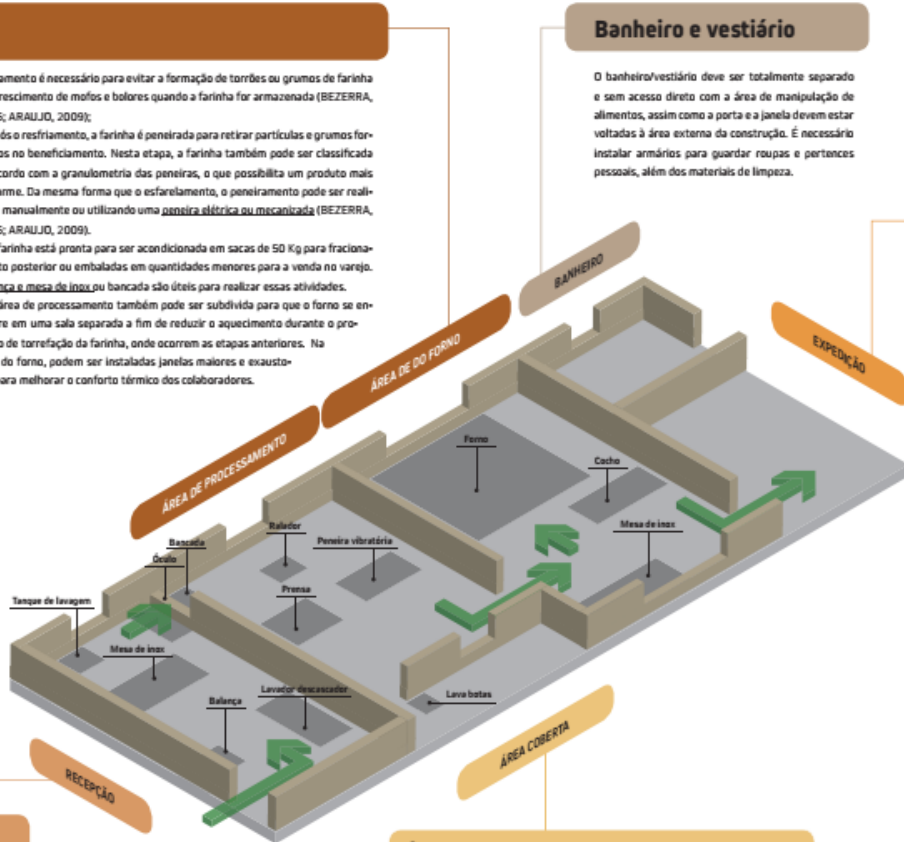 amento é necessário para evitar a formação de torrões ou grumos de farinha
rescimento de mofos e bolores quando a farinha for armazenada (BEZERRA,
; ARAUJO, 2009);
ós o resfriamento, a farinha é peneirada para retirar partículas e grumos for-
os no beneficiamento. Nesta etapa, a farinha também pode ser classificada
cordo com a granulometria das peneiras, o que possibilita um produto mais
rme. Da mesma forma que o esfarelamento, o peneiramento pode ser reali-
manualmente ou utilizando uma peneira elétrica ou mecanizada (BEZERRA,
; ARAUJO, 2009).
farinha está pronta para ser acondicionada em sacas de 50 Kg para fraciona-
to posterior ou embaladas em quantidades menores para a venda no varejo.
nça e mesa de inox ou bancada são úteis para realizar essas atividades.
área de processamento também pode ser subdivida para que o forno se en-
re em uma sala separada a fim de reduzir o aquecimento durante o pro-
o de torrefação da farinha, onde ocorrem as etapas anteriores. Na
do forno, podem ser instaladas janelas maiores e exausto-
para melhorar o conforto térmico dos colaboradores.
Banheiro e vestiário
O banheiro/vestiário deve ser totalmente separado
e sem acesso direto com a área de manipulação de
alimentos, assim como a porta e a janela devem estar
voltadas à área externa da construção. É necessário
instalar armários para guardar roupas e pertences
pessoais, além dos materiais de limpeza.
BANHEIRO
EXPEDIÇÃO
ÁREA DE DO FORNO
ÁREA DE PROCESSAMENTO
Forno
Cocho
Mesa de inox
Ralador
Peneira vibratória
Bancada
Óculo
Prensa
Tanque de lavagem
Mesa de inox
Balança
Lavador descascador
Lava botas
ÁREA COBERTA
RECEPÇÃO